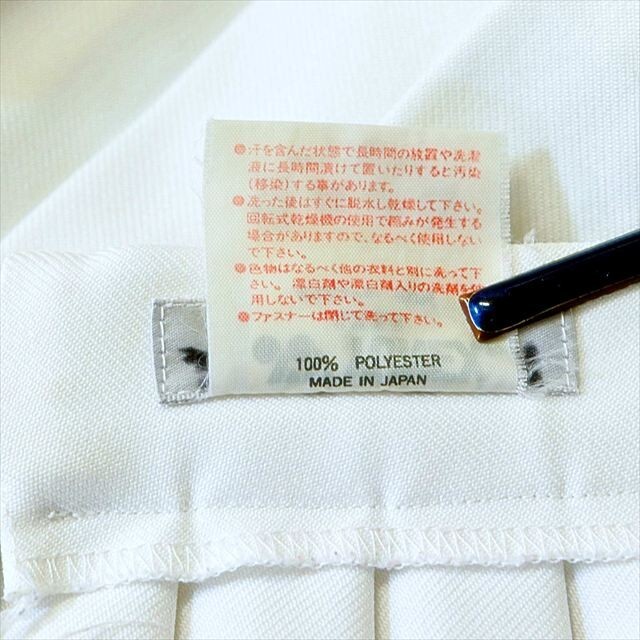 ●汗を含んだ状態で長時間の放置や洗濯
液に長時間漬けて置いたりすると汚染
(移染)する事があります。
●洗った後はすぐに脱水し乾燥して下さい。
回転式乾燥機の使用で縮みが発生する
場合がありますので、なるべく使用しない
で下さい。
●色物はなるべく他の衣料と別に洗って下
さい。漂白剤や漂白剤入りの洗剤を使
用しないで下さい。
●ファスナーは閉じて洗って下さい。
100% POLYESTER
MADE IN JAPAN